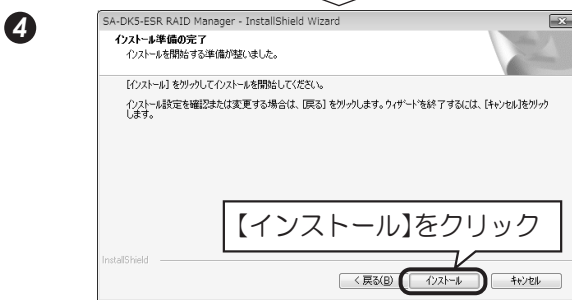 4
SA-DK5-ESR RAID Manager - InstallShield Wizard
インストール準備の完了
インストールを開始する準備が整いました。
[インストール] をクリックしてインストールを開始してください。
インストール設定を確認または変更する場合は、[戻る] をクリックします。ウィザードを終了するには、[キャンセル]をクリック
します。
【インストール】をクリック
InstallShield
< 戻る(B)
インストール
キャンセル